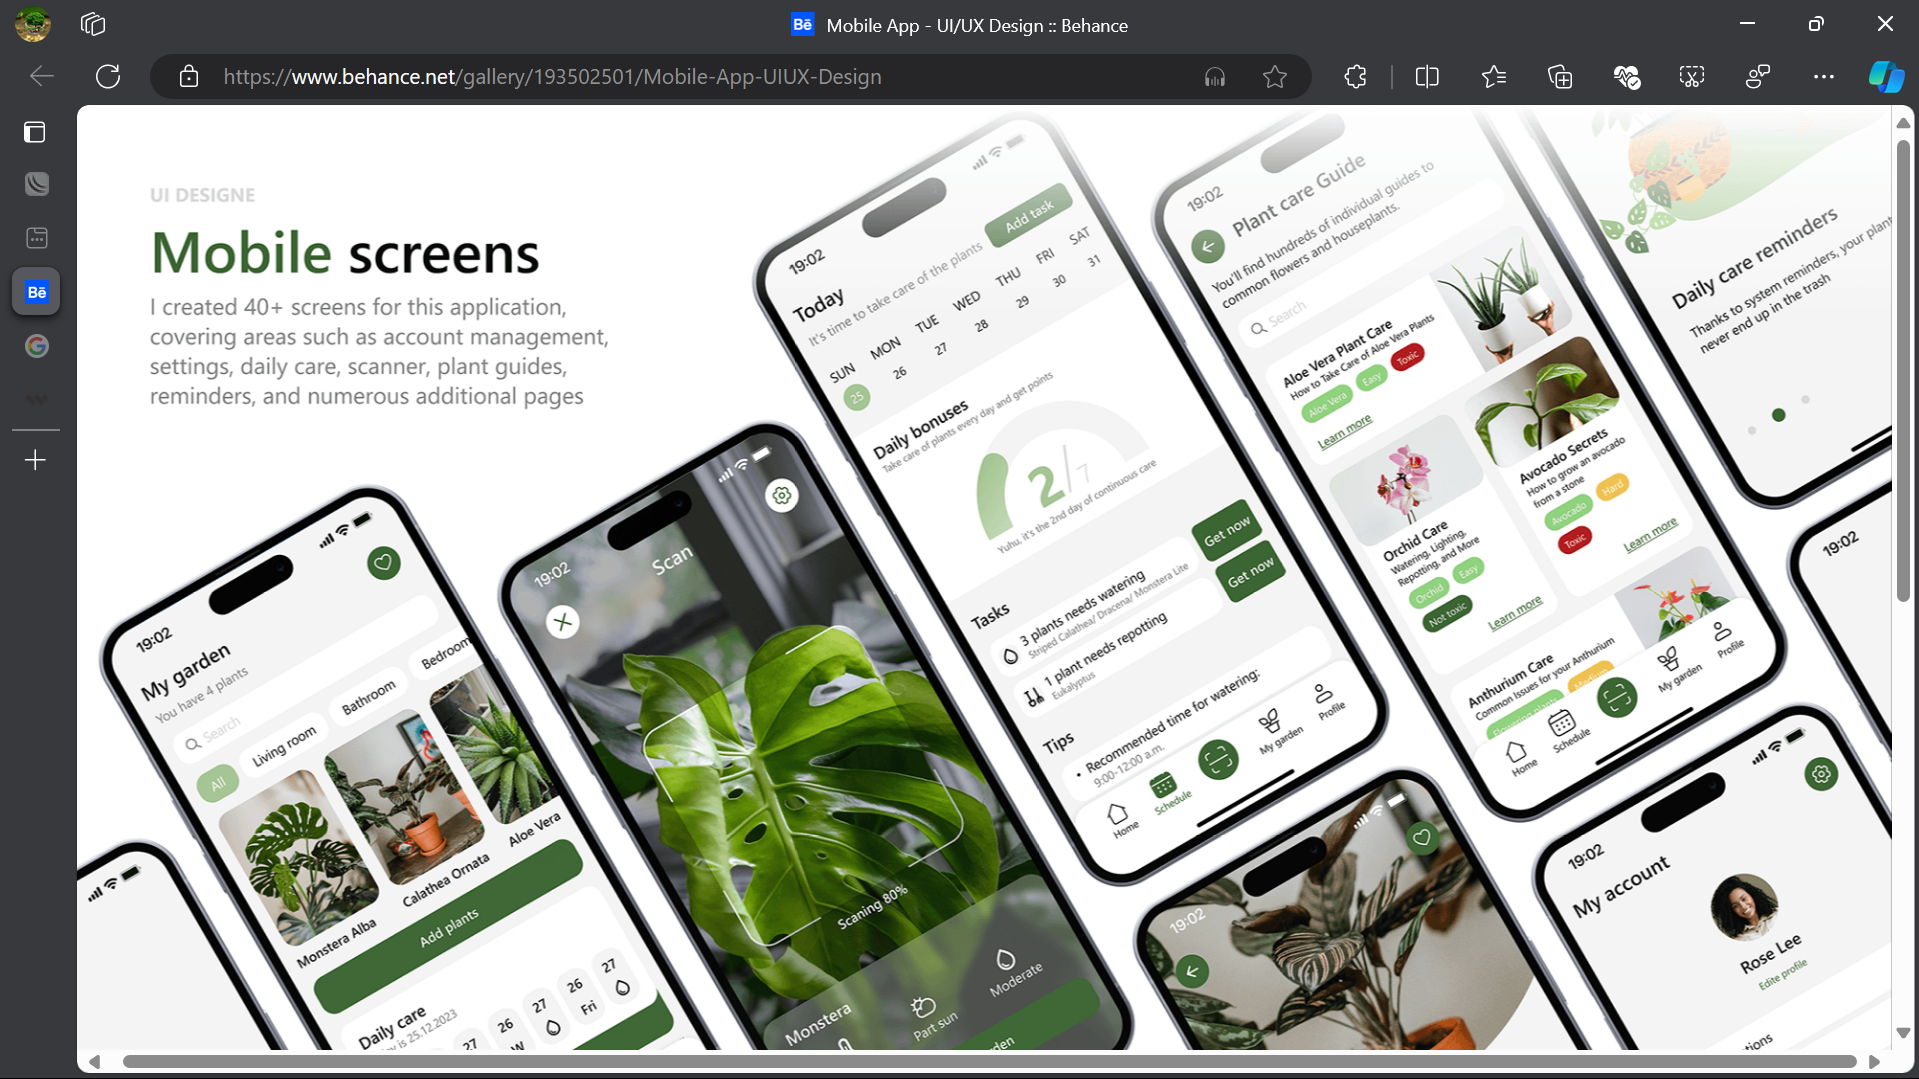 Mobile App - UI/UX Design :: Behance
https://www.behance.net/gallery/193502501/Mobile-App-UIUX-Design
Bē
UI DESIGNE
Mobile screens
I created 40+ screens for this application,
covering areas such as account management,
settings, daily care, scanner, plant guides,
reminders, and numerous additional pages
19:02
My garden
You have 4 plants
Search
All
Living room
Bathroom
Bedroom
Monstera Alba
Calathea Ornata
Aloe Vera
Add plants
Daily care
y is 25.12.2023
27
26
W
27
26
Fri
27
19:02
Scan
Scaning 80%
Monstera
Part sun
Moderate
rden
19:02
Add task
Today
It's time to take care of the plants
SUN MON TUE WED THU FRI SAT
25 26 27 28 29 30 31
Daily bonuses
Take care of plants every day and get points
2/7
Yuhu, it's the 2nd day of continuous care
Tasks
3 plants needs watering
Striped Calathea/ Dracena/ Monstera Lite
Get now
1 plant needs repotting
Eukalyptus
Get now
Tips
• Recommended time for watering:
9:00-12:00 a.m.
Home
Schedule
My garden
Profile
19:02
Plant care Guide
You'll find hundreds of individual guides to
common flowers and houseplants.
Search
Aloe Vera Plant Care
How to Take Care of Aloe Vera Plants
Aloe Vera
Easy
Toxic
Learn more
Avocado Secrets
How to grow an avocado
from a stone
Avocado
Hard
Toxic
Learn more
Orchid Care
Watering, Lighting,
Repotting, and More
Orchid
Easy
Not toxic
Learn more
Anthurium Care
Common Issues for your Anthurium
Flowering plants
Medium
Home
Schedule
My garden
Profile
Daily care reminders
Thanks to system reminders, your plant
never end up in the trash
19:02
19:02
19:02
My account
Rose Lee
Edite profile
tions